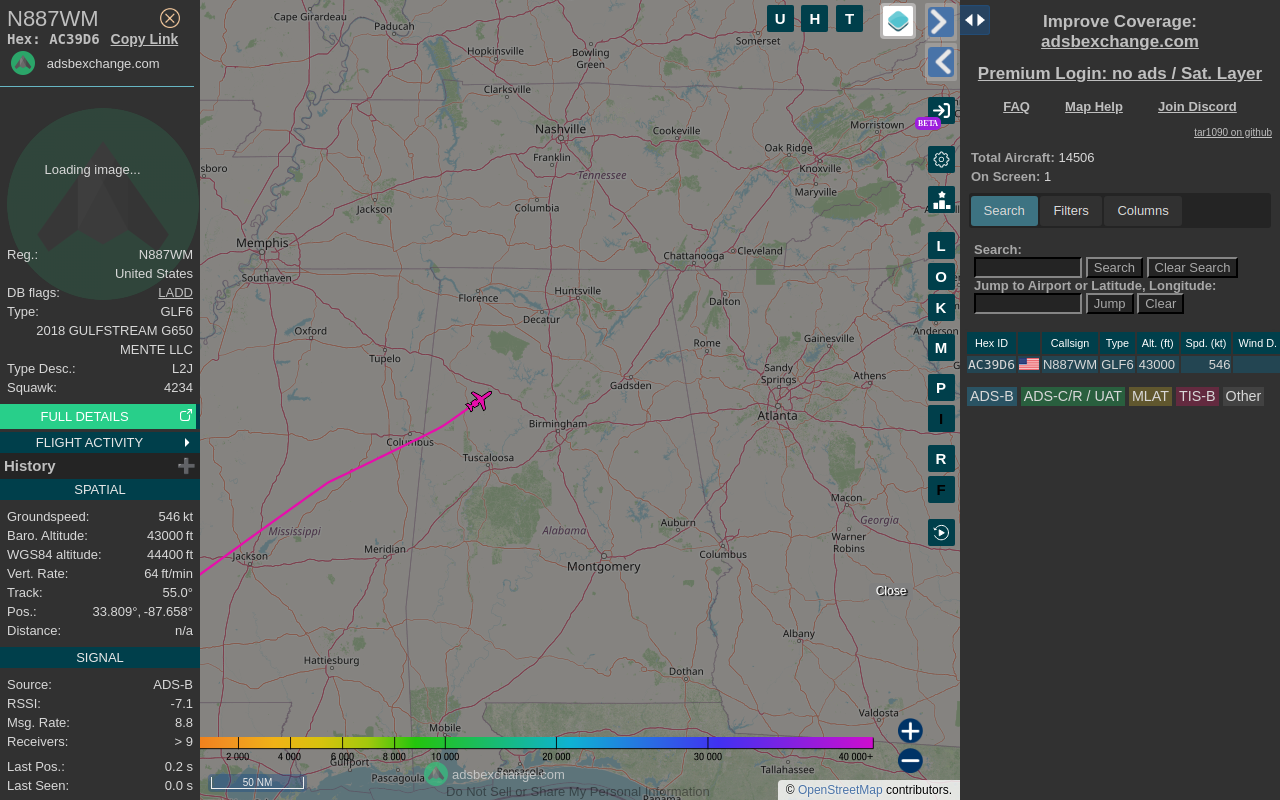 N887WM
Hex: AC39D6 Copy Link
adsbexchange.com
Loading image...
Reg.: N887WM
United States
DB flags: LADD
Type: GLF6
2018 GULFSTREAM G650
MENTE LLC
Type Desc.: L2J
Squawk: 4234
FULL DETAILS
FLIGHT ACTIVITY
History
SPATIAL
Groundspeed: 546 kt
Baro. Altitude: 43000 ft
WGS84 altitude: 44400 ft
Vert. Rate: 64 ft/min
Track: 55.0°
Pos.: 33.809°, -87.658°
Distance: n/a
SIGNAL
Source: ADS-B
RSSI: -7.1
Msg. Rate: 8.8
Receivers: > 9
Last Pos.: 0.2 s
Last Seen: 0.0 s
Cape Girardeau
Paducah
Hopkinsville
Bowling
Green
Somerset
Clarksville
Nashville
Cookeville
Morristown
Oak Ridge
Franklin
Knoxville
Tennessee
Maryville
sboro
Jackson
Columbia
Memphis
Chattanooga
Cleveland
Southaven
Florence
Huntsville
Dalton
Decatur
Oxford
Rome
Gainesville
Anderson
Tupelo
Sandy
Springs
Athens
Gadsden
Atlanta
Birmingham
Columbus
Tuscaloosa
Macon
Mississippi
Alabama
Auburn
Georgia
Warner
Robins
Jackson
Meridian
Columbus
Montgomery
Close
Albany
Hattiesburg
Dothan
Valdosta
Mobile
Gulfport
Pascagoula
Pensacola
Tallahassee
Panama
2 000 4 000 6 000 8 000 10 000 20 000 30 000 40 000+
50 NM
adsbexchange.com
Do Not Sell or Share My Personal Information
© OpenStreetMap contributors.
U H T
BETA
L
O
K
M
P
I
R
F
Improve Coverage:
adsbexchange.com
Premium Login: no ads / Sat. Layer
FAQ Map Help Join Discord
tar1090 on github
Total Aircraft: 14506
On Screen: 1
Search Filters Columns
Search:
Search Clear Search
Jump to Airport or Latitude, Longitude:
Jump Clear
Hex ID Callsign Type Alt. (ft) Spd. (kt) Wind D.
AC39D6 N887WM GLF6 43000 546
ADS-B ADS-C/R / UAT MLAT TIS-B Other